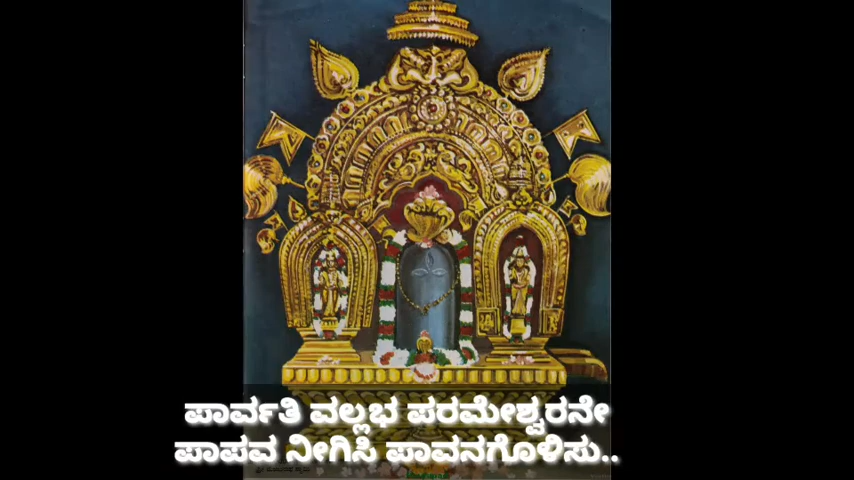 ಪಾರ್ವತಿ ವಲ್ಲಭ ಪರಮೇಶ್ವರನೇ
ಪಾಪವ ನೀಗಿಸಿ ಪಾವನಗೊಳಿಸು..